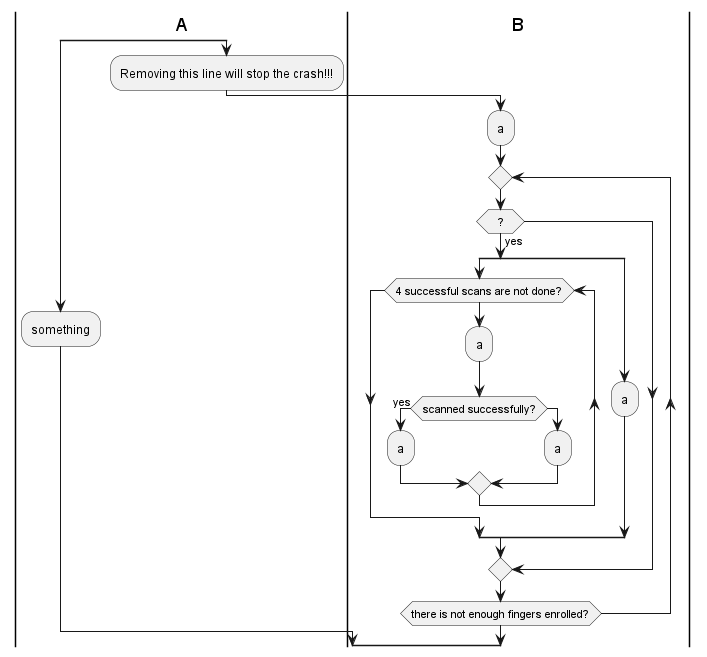 A
B
Removing this line will stop the crash!!!
a
?
yes
4 successful scans are not done?
something
a
scanned successfully?
yes
a
a
a
there is not enough fingers enrolled?